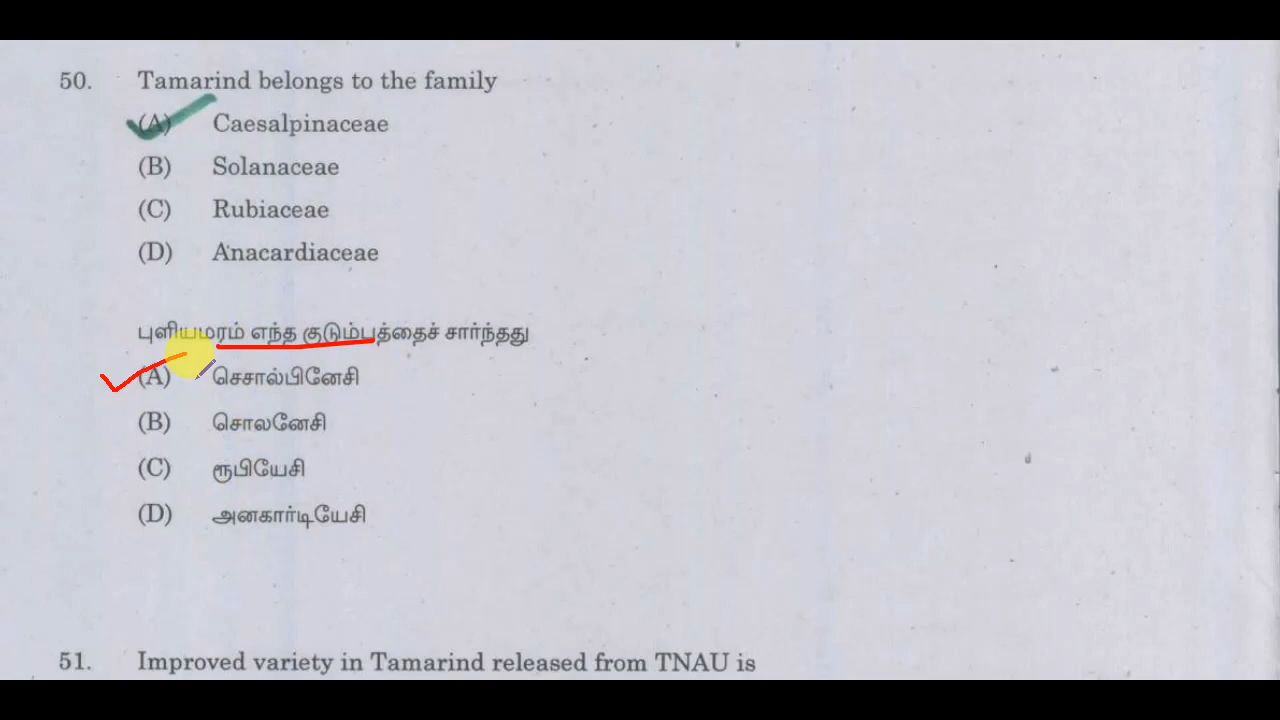 50. Tamarind belongs to the family
(A) Caesalpinaceae
(B) Solanaceae
(C) Rubiaceae
(D) Anacardiaceae
புளியமரம் எந்த குடும்பத்தைச் சார்ந்தது
(A) செசால்பினேசி
(B) சொலனேசி
(C) ரூபியேசி
(D) அனகார்டியேசி
51. Improved variety in Tamarind released from TNAU is